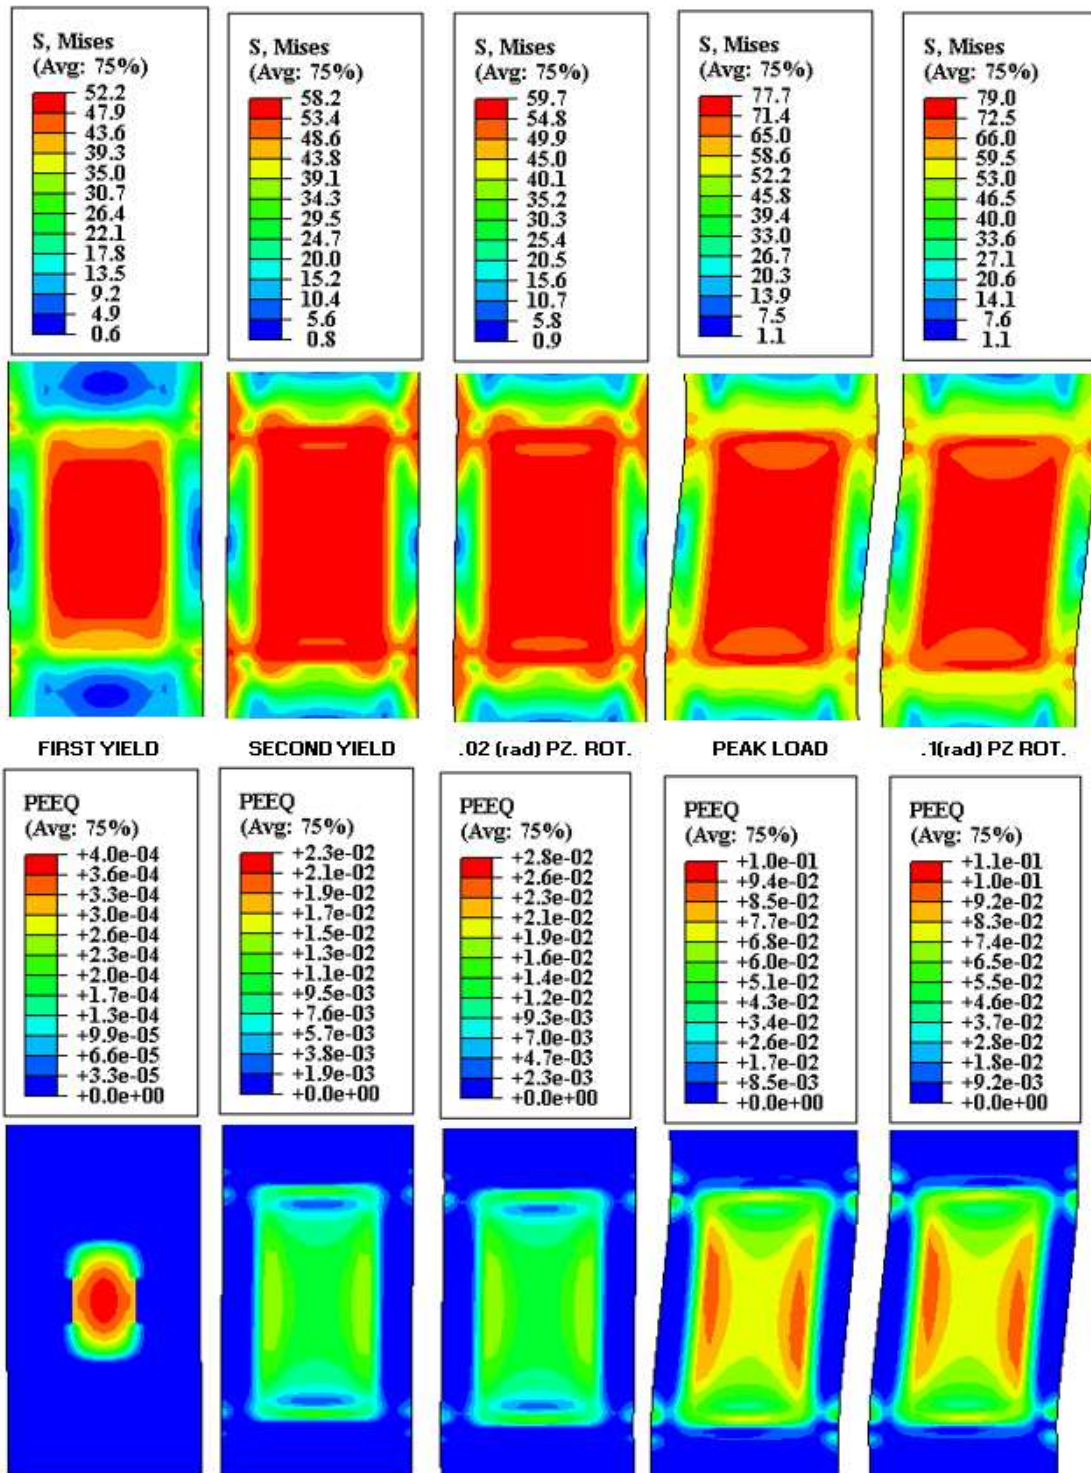 S, Mises
(Avg: 75%)
52.2
47.9
43.6
39.3
35.0
30.7
26.4
22.1
17.8
13.5
9.2
4.9
0.6
S, Mises
(Avg: 75%)
58.2
53.4
48.6
43.8
39.1
34.3
29.5
24.7
20.0
15.2
10.4
5.6
0.8
S, Mises
(Avg: 75%)
59.7
54.8
49.9
45.0
40.1
35.2
30.3
25.4
20.5
15.6
10.7
5.8
0.9
S, Mises
(Avg: 75%)
77.7
71.4
65.0
58.6
52.2
45.8
39.4
33.0
26.7
20.3
13.9
7.5
1.1
S, Mises
(Avg: 75%)
79.0
72.5
66.0
59.5
53.0
46.5
40.0
33.6
27.1
20.6
14.1
7.6
1.1
FIRST YIELD
SECOND YIELD
.02 (rad) PZ. ROT.
PEAK LOAD
.1(rad) PZ ROT.
PEEQ
(Avg: 75%)
+4.0e-04
+3.6e-04
+3.3e-04
+3.0e-04
+2.6e-04
+2.3e-04
+2.0e-04
+1.7e-04
+1.3e-04
+9.9e-05
+6.6e-05
+3.3e-05
+0.0e+00
PEEQ
(Avg: 75%)
+2.3e-02
+2.1e-02
+1.9e-02
+1.7e-02
+1.5e-02
+1.3e-02
+1.1e-02
+9.5e-03
+7.6e-03
+5.7e-03
+3.8e-03
+1.9e-03
+0.0e+00
PEEQ
(Avg: 75%)
+2.8e-02
+2.6e-02
+2.3e-02
+2.1e-02
+1.9e-02
+1.6e-02
+1.4e-02
+1.2e-02
+9.3e-03
+7.0e-03
+4.7e-03
+2.3e-03
+0.0e+00
PEEQ
(Avg: 75%)
+1.0e-01
+9.4e-02
+8.5e-02
+7.7e-02
+6.8e-02
+6.0e-02
+5.1e-02
+4.3e-02
+3.4e-02
+2.6e-02
+1.7e-02
+8.5e-03
+0.0e+00
PEEQ
(Avg: 75%)
+1.1e-01
+1.0e-01
+9.2e-02
+8.3e-02
+7.4e-02
+6.5e-02
+5.5e-02
+4.6e-02
+3.7e-02
+2.8e-02
+1.8e-02
+9.2e-03
+0.0e+00